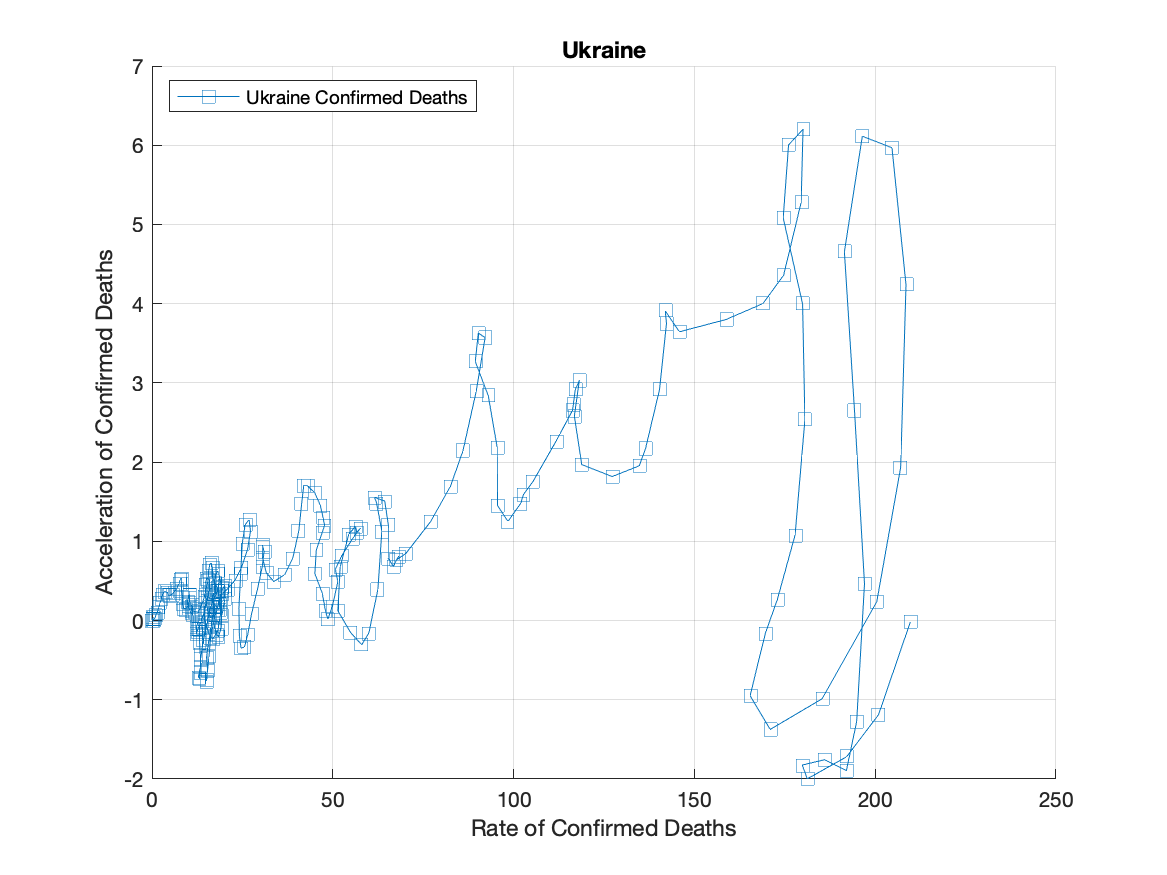 Ukraine
Ukraine Confirmed Deaths
7
6
5
4
3
2
1
0
-1
-2
Acceleration of Confirmed Deaths
0 50 100 150 200 250
Rate of Confirmed Deaths